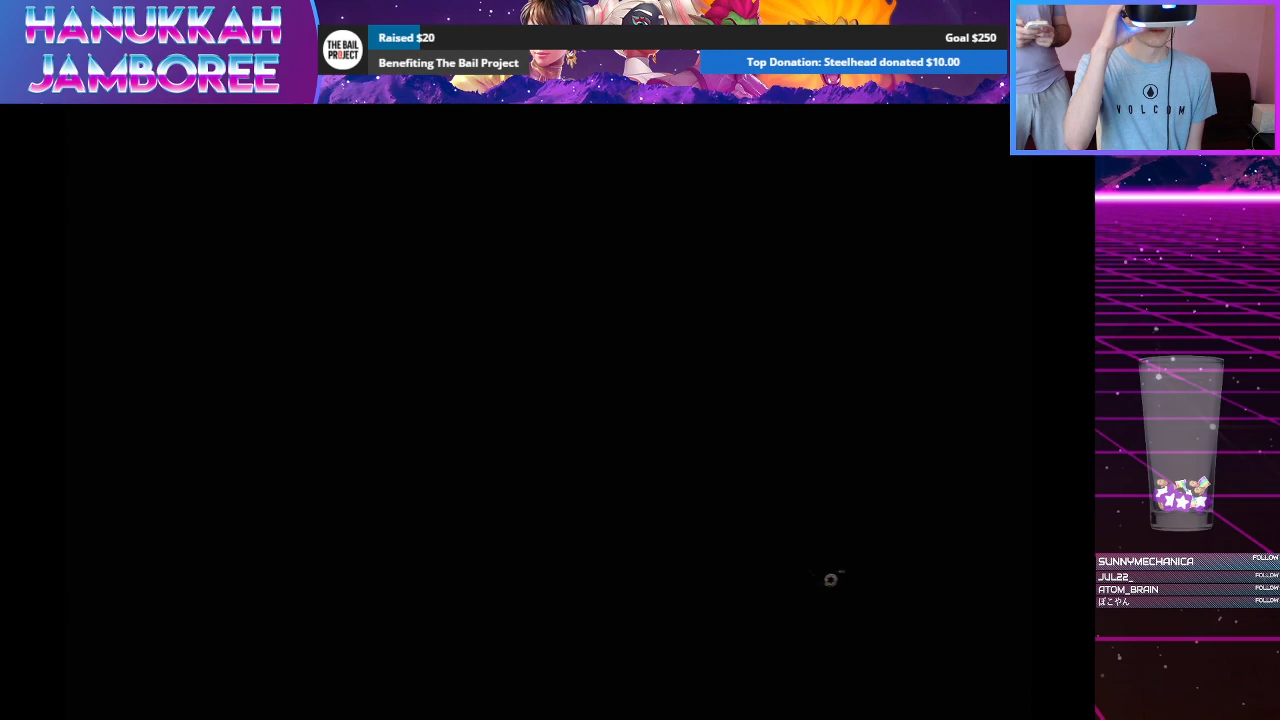 HANUKKAH
JAMBOREE
THE BAIL
PROJECT
Raised $20
Goal $250
Benefiting The Bail Project
Top Donation: Steelhead donated $10.00
VOLCOM
SUNNYMECHANICA FOLLOW
JUL22_ FOLLOW
ATOM_BRAIN FOLLOW
ぽこやん FOLLOW